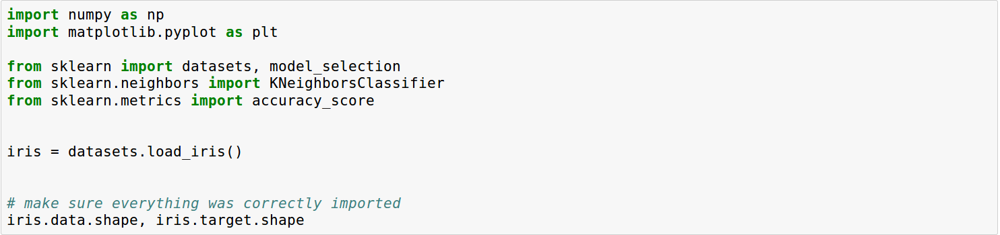 import numpy as np
import matplotlib.pyplot as plt
from sklearn import datasets, model_selection
from sklearn.neighbors import KNeighborsClassifier
from sklearn.metrics import accuracy_score
iris = datasets.load_iris()
# make sure everything was correctly imported
iris.data.shape, iris.target.shape